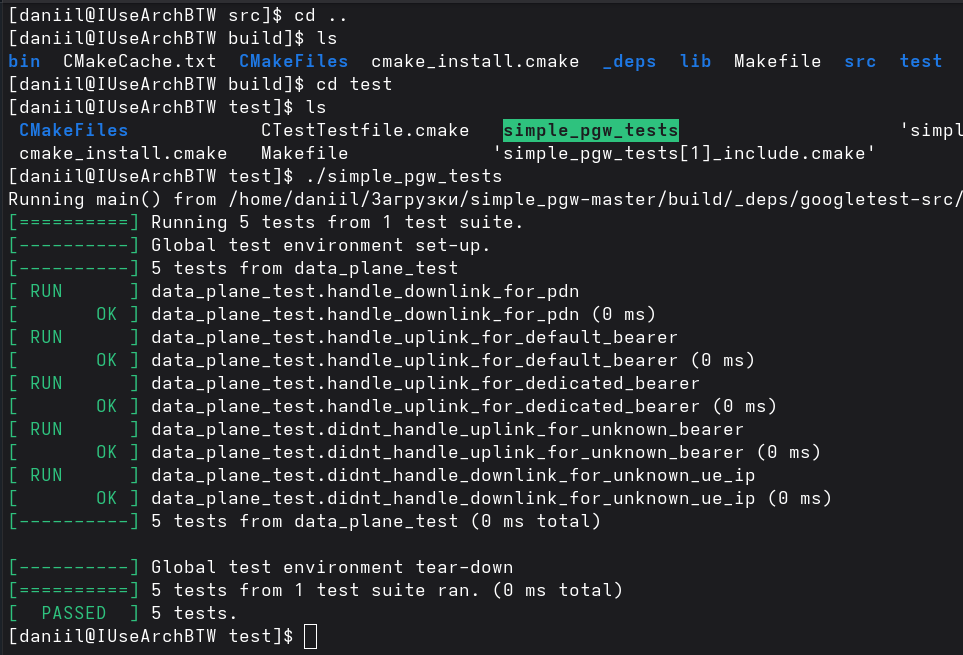 [daniil@IUseArchBTW src]$ cd ..
[daniil@IUseArchBTW build]$ ls
bin  CMakeCache.txt  CMakeFiles  cmake_install.cmake  _deps  lib  Makefile  src  test
[daniil@IUseArchBTW build]$ cd test
[daniil@IUseArchBTW test]$ ls
CMakeFiles            CTestTestfile.cmake   simple_pgw_tests                    'simpl
cmake_install.cmake   Makefile             'simple_pgw_tests[1]_include.cmake'
[daniil@IUseArchBTW test]$ ./simple_pgw_tests
Running main() from /home/daniil/Загрузки/simple_pgw-master/build/_deps/googletest-src/
[==========] Running 5 tests from 1 test suite.
[----------] Global test environment set-up.
[----------] 5 tests from data_plane_test
[ RUN      ] data_plane_test.handle_downlink_for_pdn
[       OK ] data_plane_test.handle_downlink_for_pdn (0 ms)
[ RUN      ] data_plane_test.handle_uplink_for_default_bearer
[       OK ] data_plane_test.handle_uplink_for_default_bearer (0 ms)
[ RUN      ] data_plane_test.handle_uplink_for_dedicated_bearer
[       OK ] data_plane_test.handle_uplink_for_dedicated_bearer (0 ms)
[ RUN      ] data_plane_test.didnt_handle_uplink_for_unknown_bearer
[       OK ] data_plane_test.didnt_handle_uplink_for_unknown_bearer (0 ms)
[ RUN      ] data_plane_test.didnt_handle_downlink_for_unknown_ue_ip
[       OK ] data_plane_test.didnt_handle_downlink_for_unknown_ue_ip (0 ms)
[----------] 5 tests from data_plane_test (0 ms total)
[----------] Global test environment tear-down
[==========] 5 tests from 1 test suite ran. (0 ms total)
[  PASSED  ] 5 tests.
[daniil@IUseArchBTW test]$